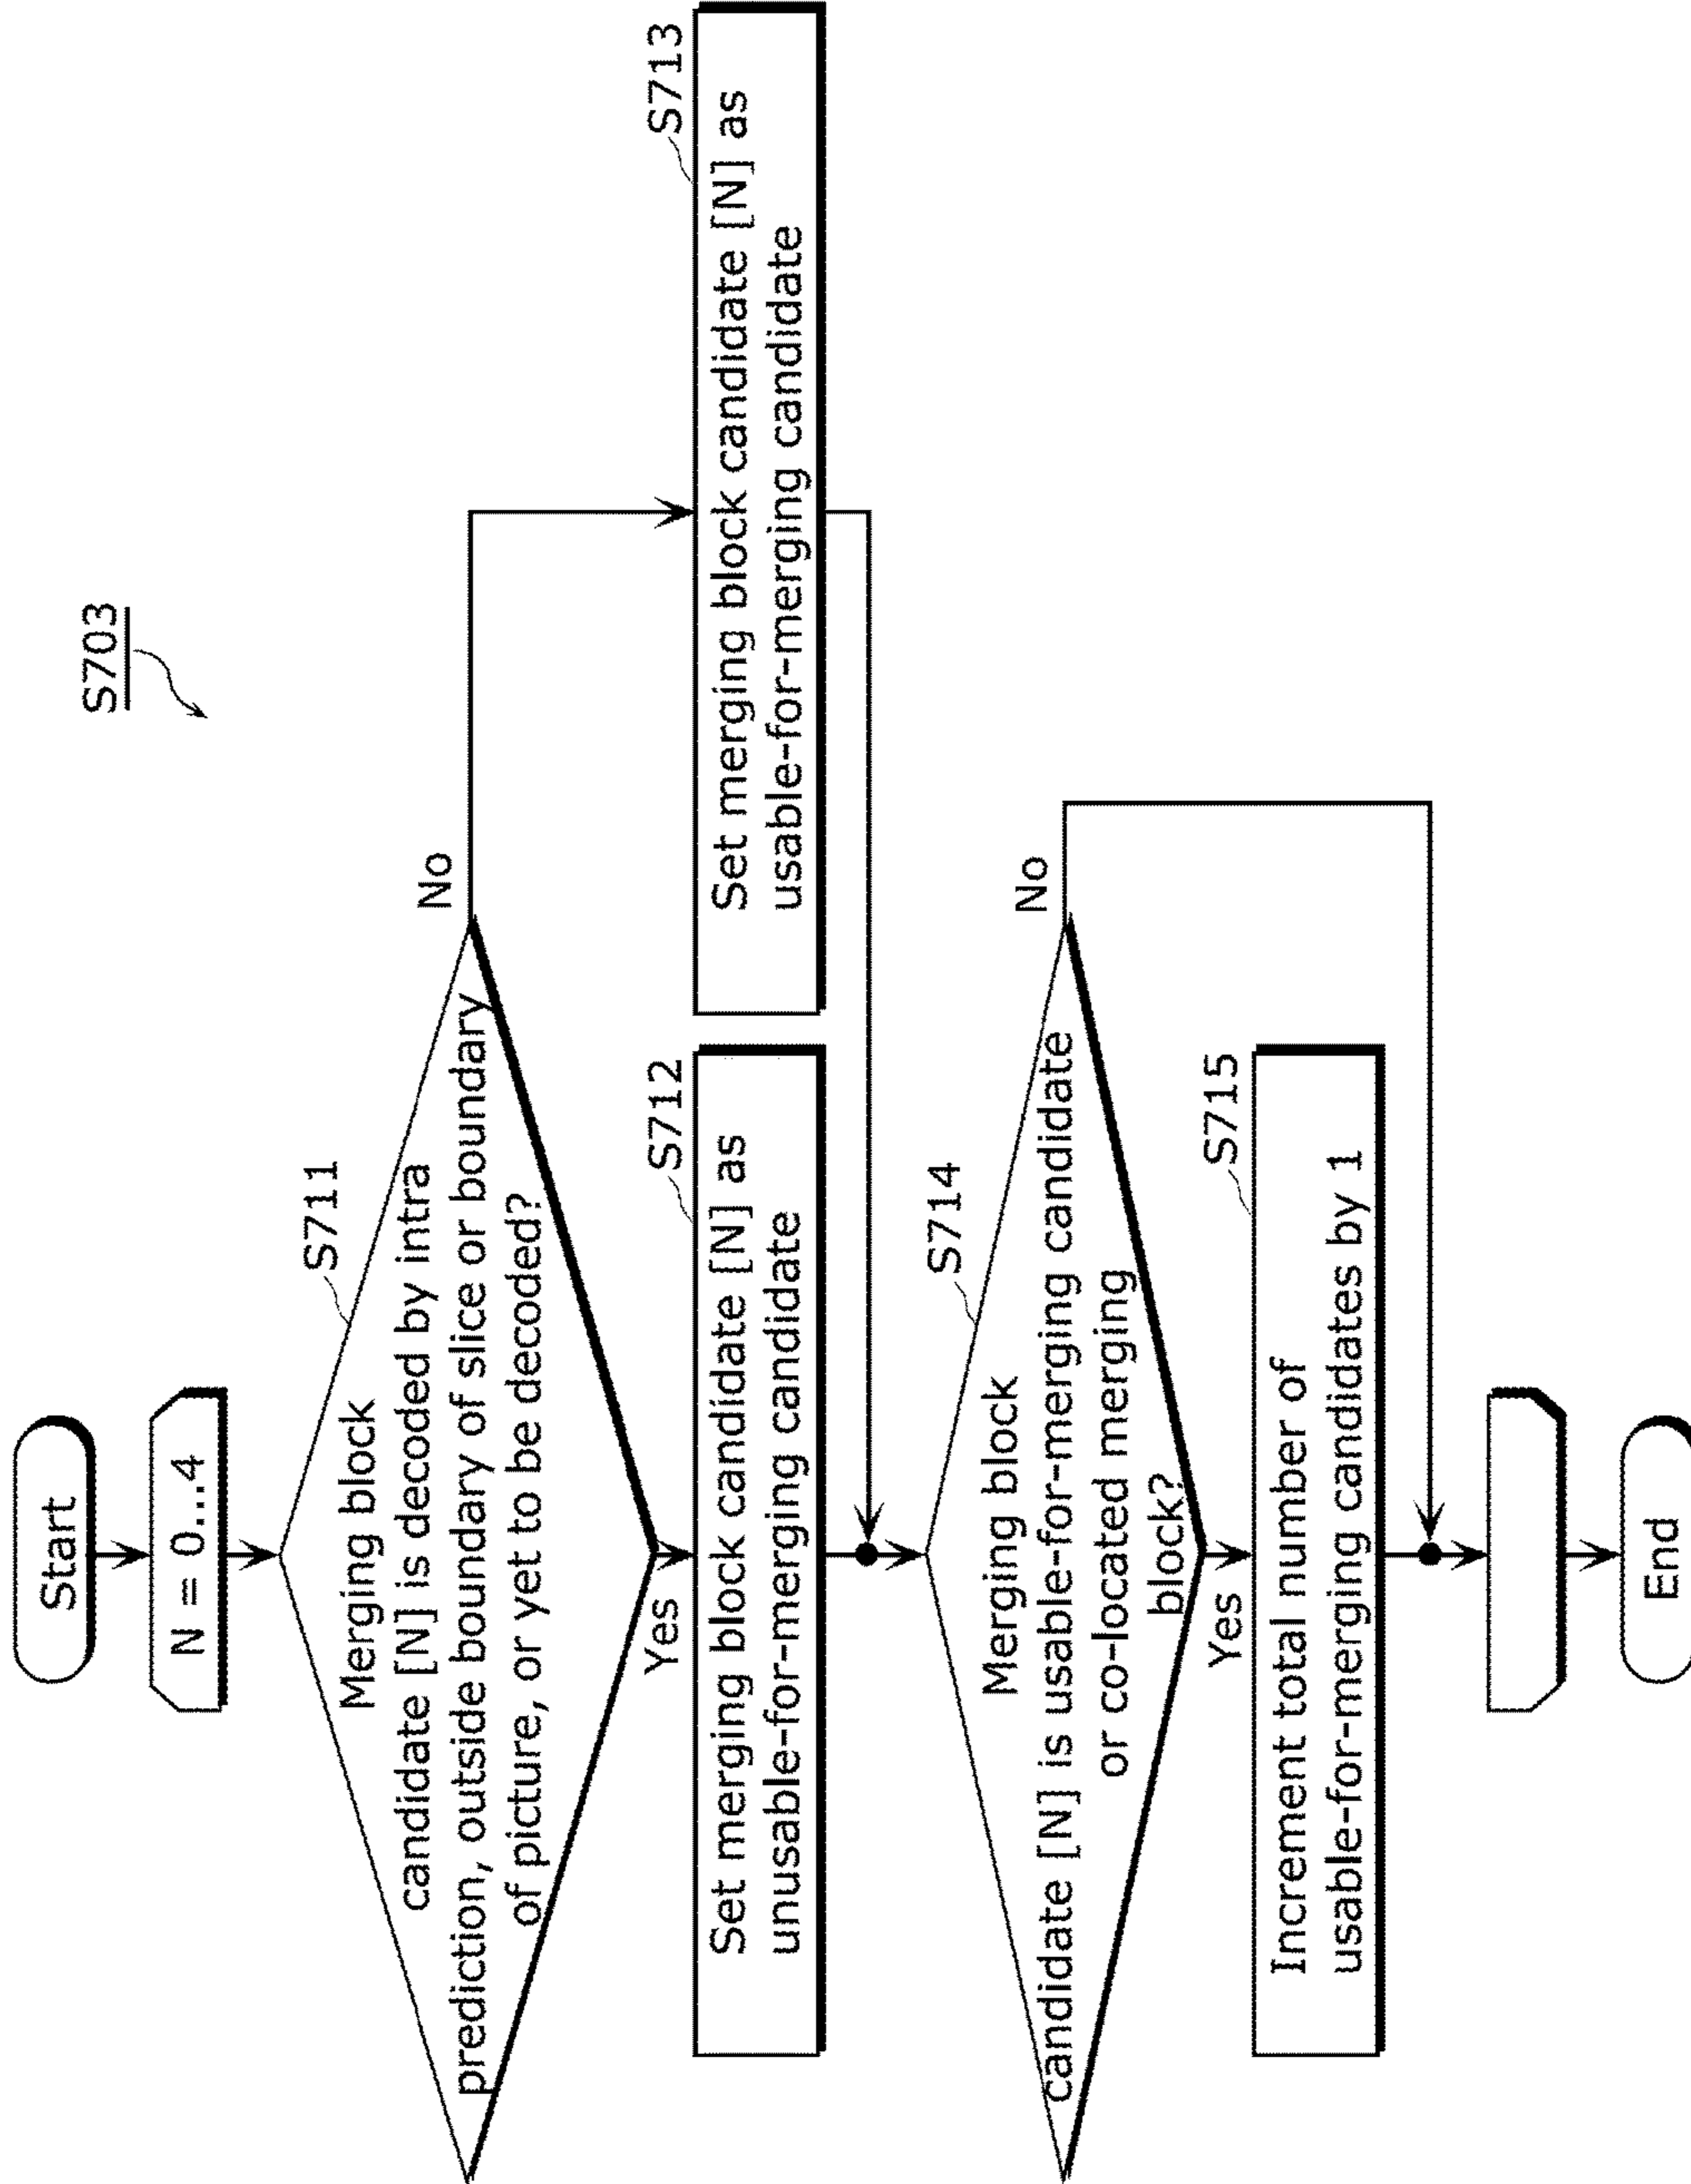 S703
Start
N = 0...4
S711
Merging block
candidate [N] is decoded by intra
prediction, outside boundary of slice or boundary
of picture, or yet to be decoded?
No
Yes
S712
Set merging block candidate [N] as
unusable-for-merging candidate
S713
Set merging block candidate [N] as
usable-for-merging candidate
S714
Merging block
candidate [N] is usable-for-merging candidate
or co-located merging
block?
No
Yes
S715
Increment total number of
usable-for-merging candidates by 1
End